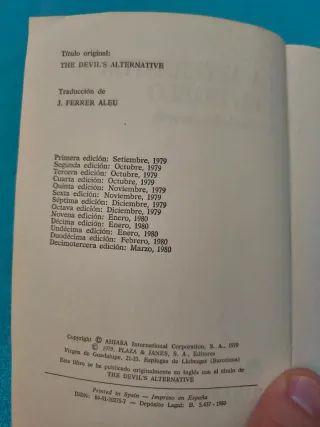 Título original:
THE DEVIL'S ALTERNATIVE
Traducción de
J. FERRER ALEU
Primera edición: Setiembre, 1979
Segunda edición: Octubre, 1979
Tercera edición: Octubre, 1979
Cuarta edición: Octubre, 1979
Quinta edición: Noviembre, 1979
Sexta edición: Noviembre, 1979
Séptima edición: Diciembre, 1979
Octava edición: Diciembre, 1979
Novena edición: Enero, 1980
Décima edición: Enero, 1980
Undécima edición: Enero, 1980
Duodécima edición: Febrero, 1980
Decimotercera edición: Marzo, 1980
Copyright © AHIARA International Corporation, S. A., 1979
© 1979, PLAZA & JANES, S. A., Editores
Virgen de Guadalupe, 21-33. Esplugas de Llobregat (Barcelona)
Este libro se ha publicado originalmente en inglés con el título de
THE DEVIL'S ALTERNATIVE
Printed in Spain — Impreso en España
ISBN: — Depósito Legal: B.